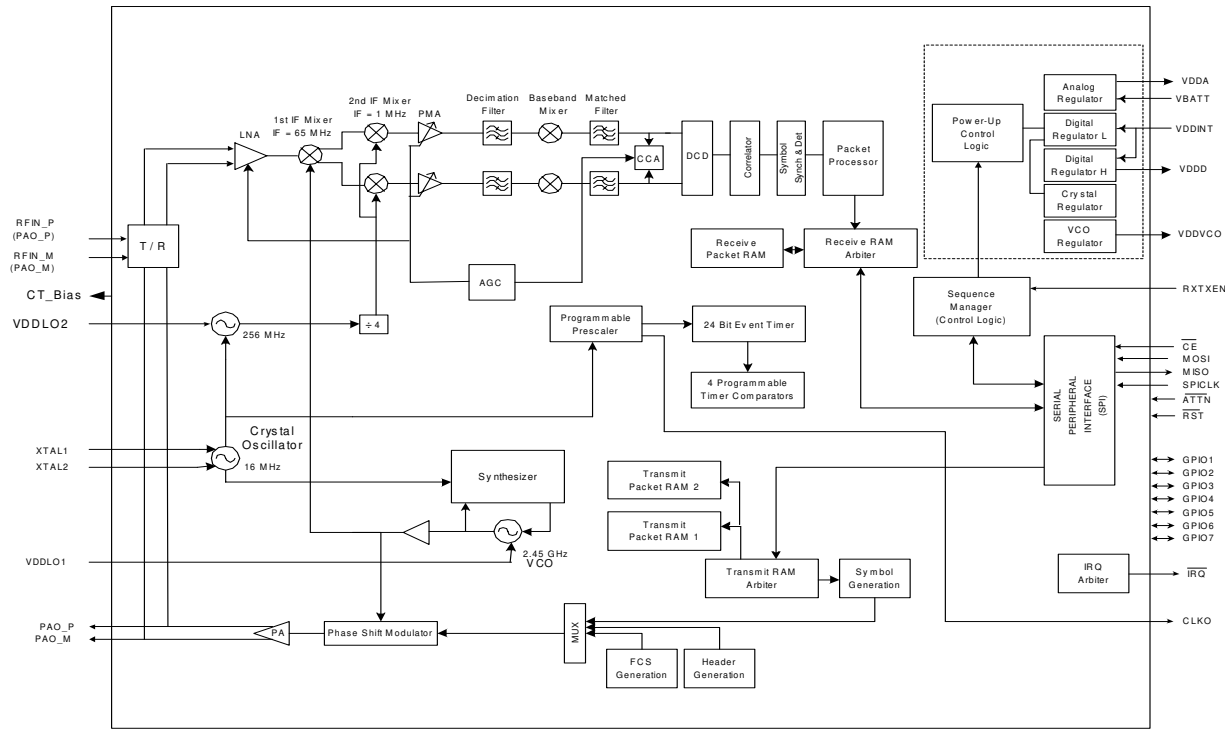 LNA
1st IF Mixer
IF = 65 MHz
2nd IF Mixer
IF = 1 MHz
PMA
Decimation
Filter
Baseband
Mixer
Matched
Filter
CCA
DCD
Correlator
Symbol
Synch & Det
Packet
Processor
Power-Up
Control
Logic
Analog
Regulator
Digital
Regulator L
Digital
Regulator H
Crystal
Regulator
VCO
Regulator
VDDA
VBATT
VDDINT
VDDD
VDDVCO
RFIN_P
(PAO_P)
RFIN_M
(PAO_M)
T / R
CT_Bias
VDDLO2
256 MHz
÷ 4
AGC
Receive
Packet RAM
Receive RAM
Arbiter
Sequence
Manager
(Control Logic)
RXTXEN
Programmable
Prescaler
24 Bit Event Timer
4 Programmable
Timer Comparators
SERIAL
PERIPHERAL
INTERFACE
(SPI)
CE
MOSI
MISO
SPICLK
ATTN
RST
XTAL1
XTAL2
Crystal
Oscillator
16 MHz
Synthesizer
2.45 GHz
VCO
VDDLO1
Transmit
Packet RAM 2
Transmit
Packet RAM 1
Transmit RAM
Arbiter
Symbol
Generation
GPIO1
GPIO2
GPIO3
GPIO4
GPIO5
GPIO6
GPIO7
IRQ
Arbiter
IRQ
CLKO
PAO_P
PAO_M
PA
Phase Shift Modulator
MUX
FCS
Generation
Header
Generation